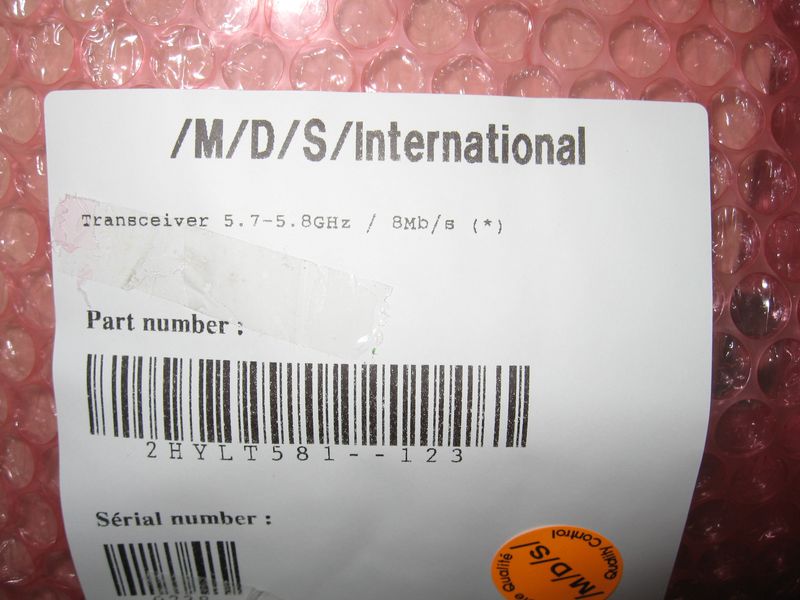 /M/D/S/International
Transceiver 5.7-5.8GHz / 8Mb/s (*)
Part number :
2HYLT581--123
Sérial number :
Quality Control
/M/D/S/
Qualité